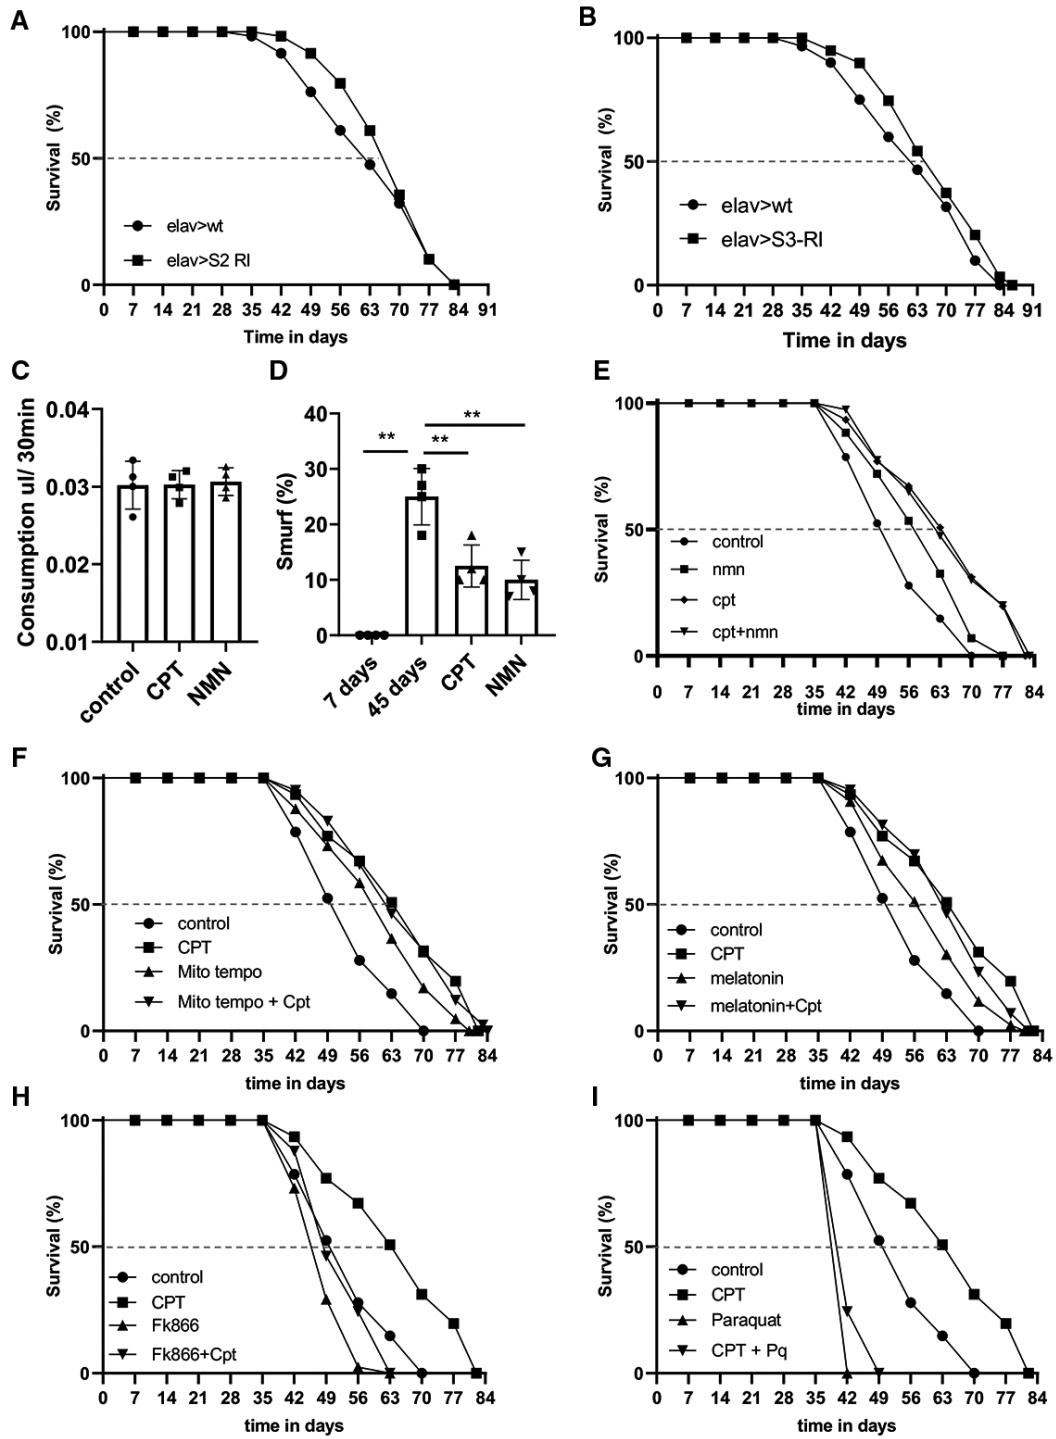 A
Survival (%)
100
50
0
elav>wt
elav>S2 RI
0 7 14 21 28 35 42 49 56 63 70 77 84 91
Time in days
B
Survival (%)
100
50
0
elav>wt
elav>S3-RI
0 7 14 21 28 35 42 49 56 63 70 77 84 91
Time in days
C
Consumption ul/ 30min
0.04
0.03
0.02
0.01
control CPT NMN
D
Smurf (%)
40
30
20
10
0
** ** **
7 days 45 days CPT NMN
E
Survival (%)
100
50
0
control
nmn
cpt
cpt+nmn
0 7 14 21 28 35 42 49 56 63 70 77 84
time in days
F
Survival (%)
100
50
0
control
CPT
Mito tempo
Mito tempo + Cpt
0 7 14 21 28 35 42 49 56 63 70 77 84
time in days
G
Survival (%)
100
50
0
control
CPT
melatonin
melatonin+Cpt
0 7 14 21 28 35 42 49 56 63 70 77 84
time in days
H
Survival (%)
100
50
0
control
CPT
Fk866
Fk866+Cpt
0 7 14 21 28 35 42 49 56 63 70 77 84
time in days
I
Survival (%)
100
50
0
control
CPT
Paraquat
CPT + Pq
0 7 14 21 28 35 42 49 56 63 70 77 84
time in days